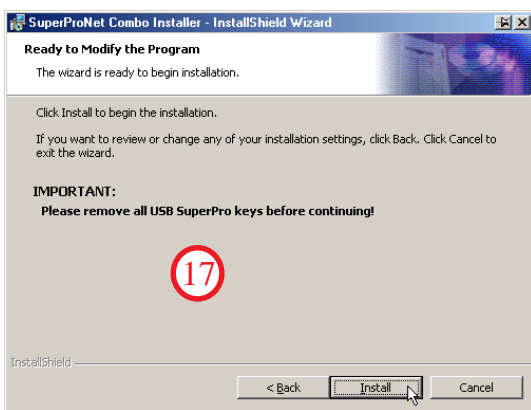 SuperProNet Combo Installer - InstallShield Wizard
Ready to Modify the Program
The wizard is ready to begin installation.
Click Install to begin the installation.
If you want to review or change any of your installation settings, click Back. Click Cancel to
exit the wizard.
IMPORTANT:
Please remove all USB SuperPro keys before continuing!
17
InstallShield
< Back Install Cancel